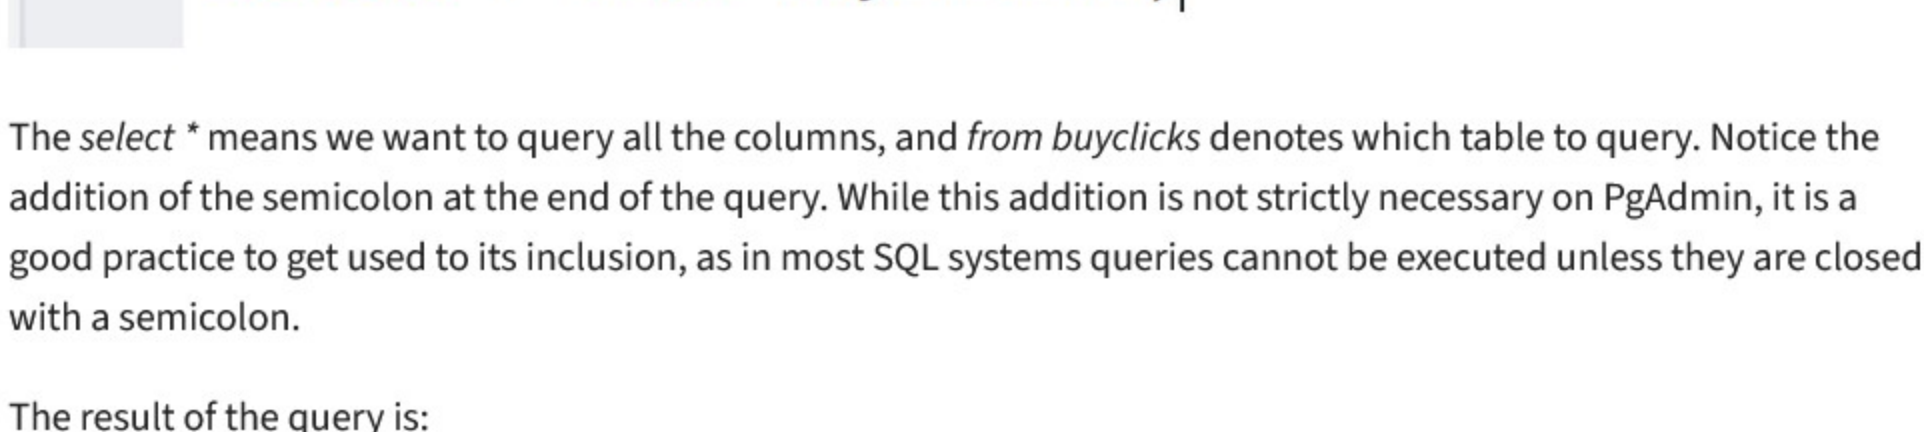 The select * means we want to query all the columns, and from buyclicks denotes which table to query. Notice the
addition of the semicolon at the end of the query. While this addition is not strictly necessary on PgAdmin, it is a
good practice to get used to its inclusion, as in most SQL systems queries cannot be executed unless they are closed
with a semicolon.
The result of the query is: